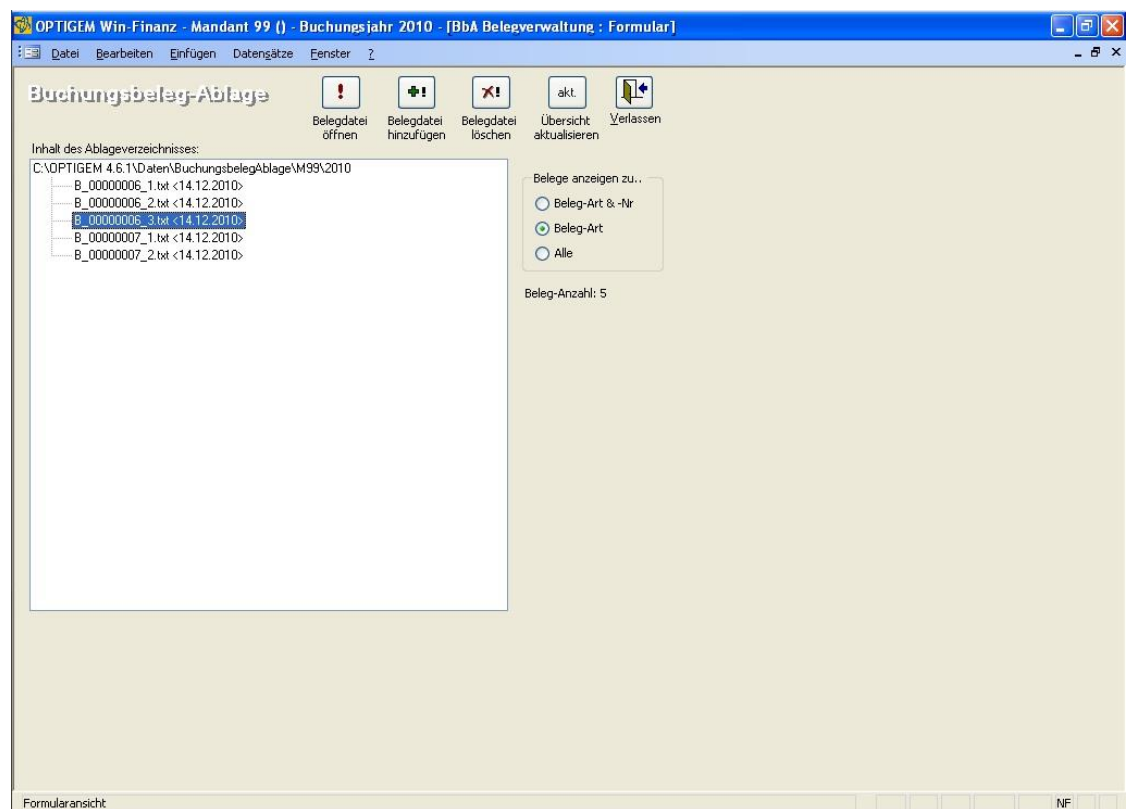 OPTIGEM Win-Finanz - Mandant 99 () - Buchungsjahr 2010 - [BbA Belegverwaltung : Formular]
Datei Bearbeiten Einfügen Datensätze Fenster ?
Buchungsbeleg-Ablage
akt.
Belegdatei öffnen
Belegdatei hinzufügen
Belegdatei löschen
Übersicht aktualisieren
Verlassen
Inhalt des Ablageverzeichnisses:
C:\OPTIGEM 4.6.1\Daten\BuchungsbelegAblage\M99\2010
B_00000006_1.txt <14.12.2010>
B_00000006_2.txt <14.12.2010>
B_00000006_3.txt <14.12.2010>
B_00000007_1.txt <14.12.2010>
B_00000007_2.txt <14.12.2010>
Belege anzeigen zu..
Beleg-Art & -Nr
Beleg-Art
Alle
Beleg-Anzahl: 5
Formularansicht
NF